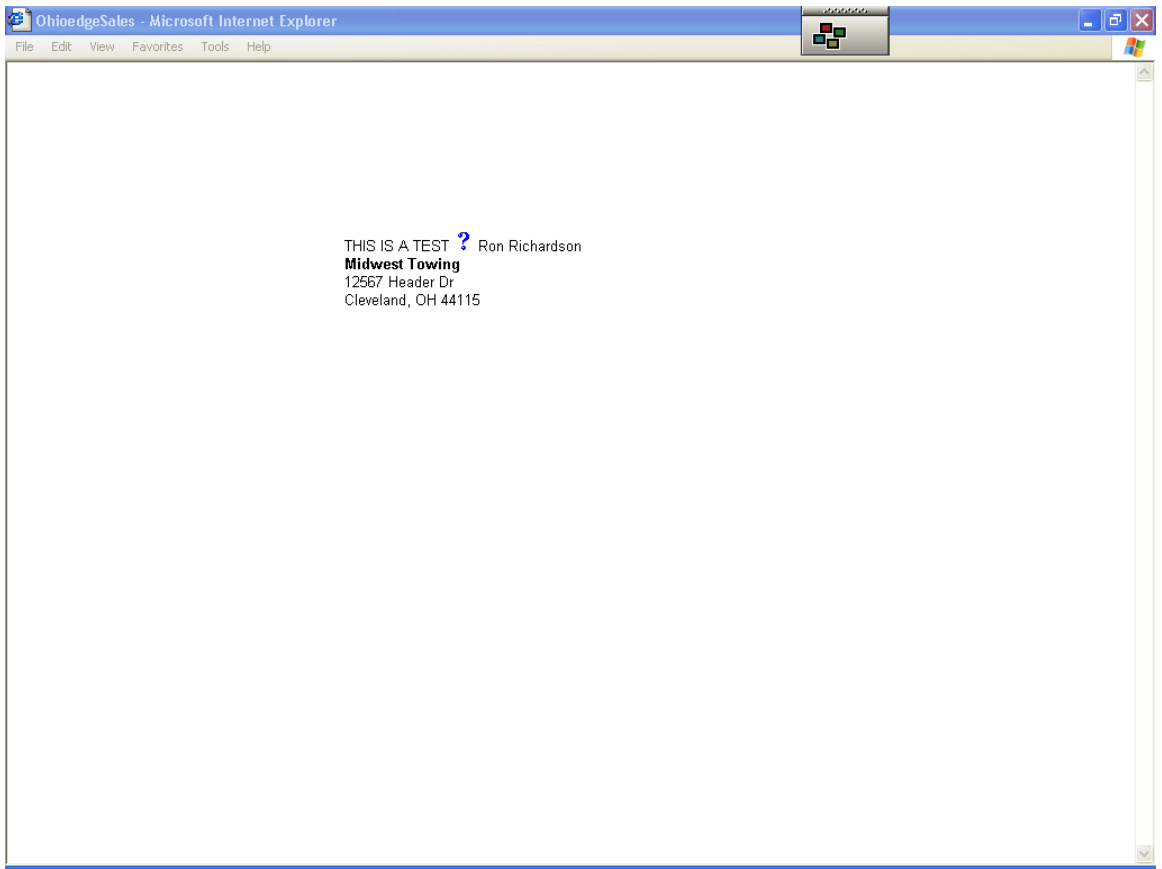 OhioedgeSales - Microsoft Internet Explorer
File Edit View Favorites Tools Help
THIS IS A TEST ? Ron Richardson
Midwest Towing
12567 Header Dr
Cleveland, OH 44115